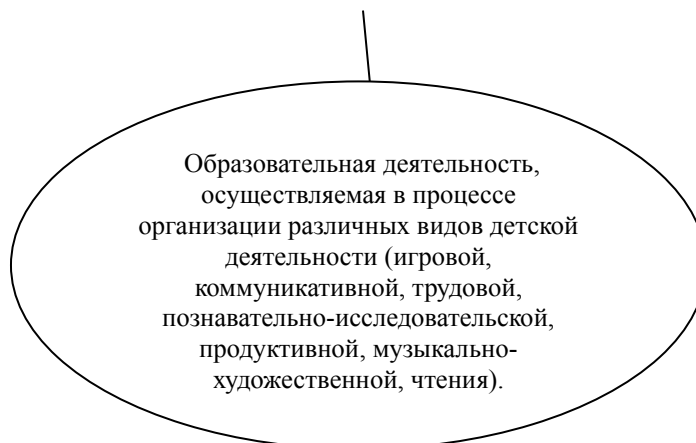 Образовательная деятельность,
осуществляемая в процессе
организации различных видов детской
деятельности (игровой,
коммуникативной, трудовой,
познавательно-исследовательской,
продуктивной, музыкально-
художественной, чтения).